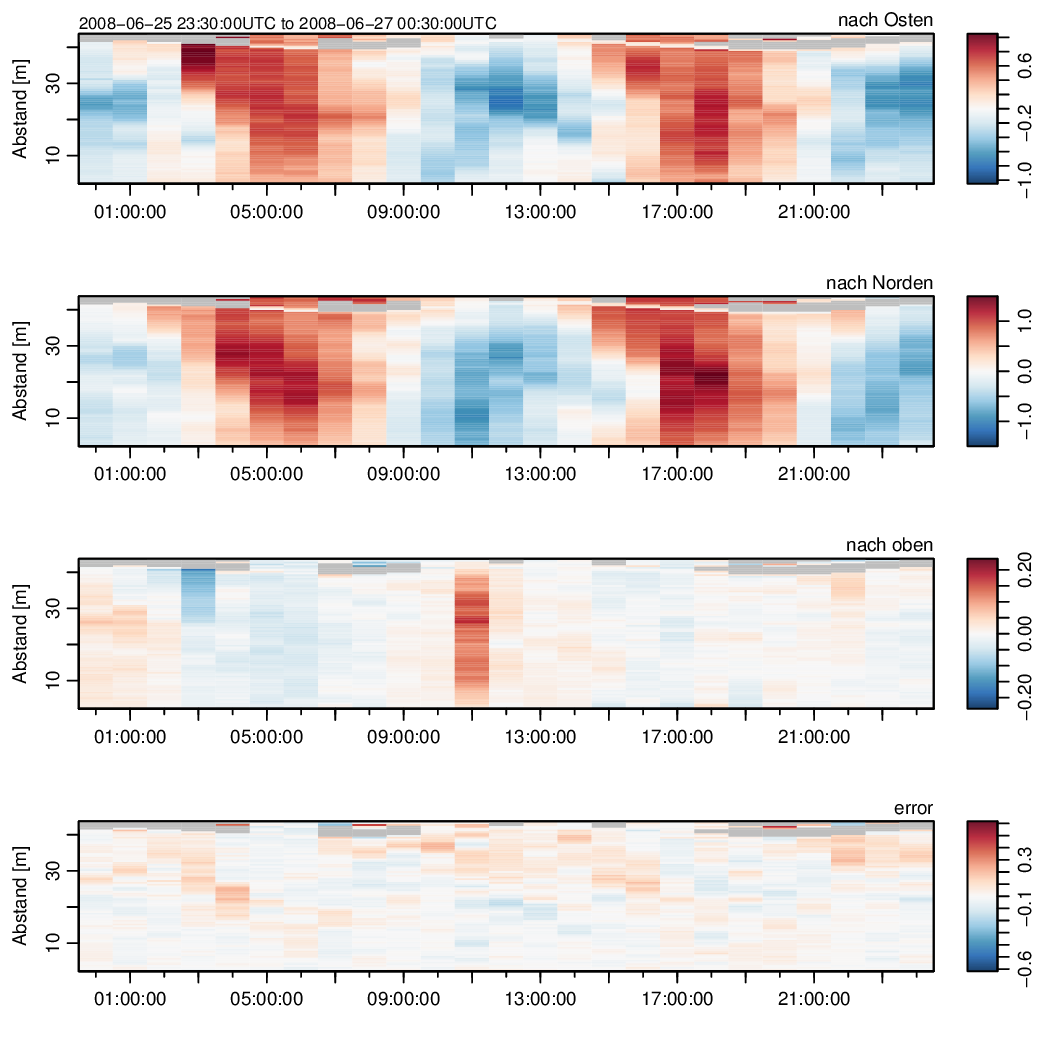 2008−06−25 23:30:00UTC to 2008−06−27 00:30:00UTC
nach Osten
Abstand [m]
10 30
01:00:00 05:00:00 09:00:00 13:00:00 17:00:00 21:00:00
−1.0 −0.2 0.6
nach Norden
Abstand [m]
10 30
01:00:00 05:00:00 09:00:00 13:00:00 17:00:00 21:00:00
−1.0 0.0 1.0
nach oben
Abstand [m]
10 30
01:00:00 05:00:00 09:00:00 13:00:00 17:00:00 21:00:00
−0.20 0.00 0.20
error
Abstand [m]
10 30
01:00:00 05:00:00 09:00:00 13:00:00 17:00:00 21:00:00
−0.6 −0.1 0.3